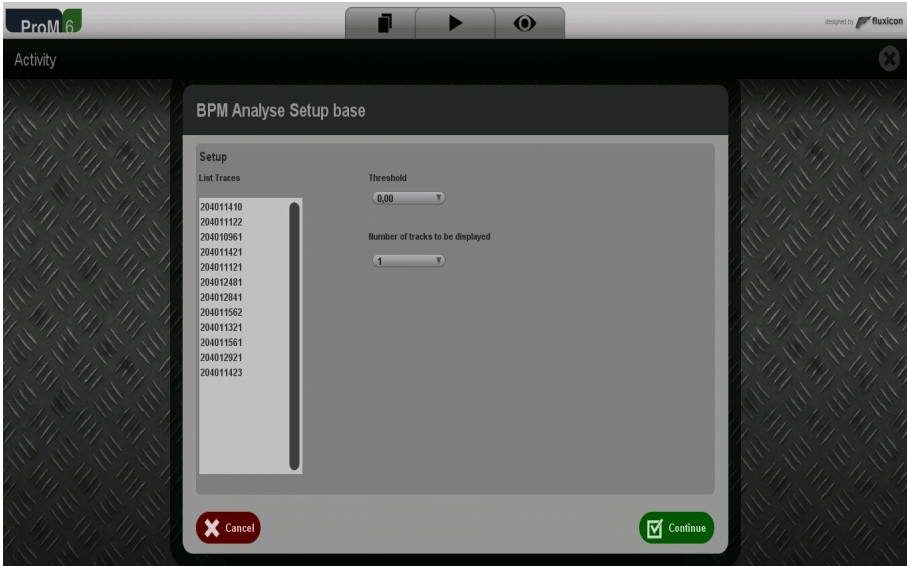 ProM 6
designed by fluxicon
Activity
BPM Analyse Setup base
Setup
List Traces
204011410
204011122
204010961
204011421
204011121
204012481
204012841
204011562
204011321
204011561
204012921
204011423
Threshold
0,00
Number of tracks to be displayed
1
Cancel
Continue